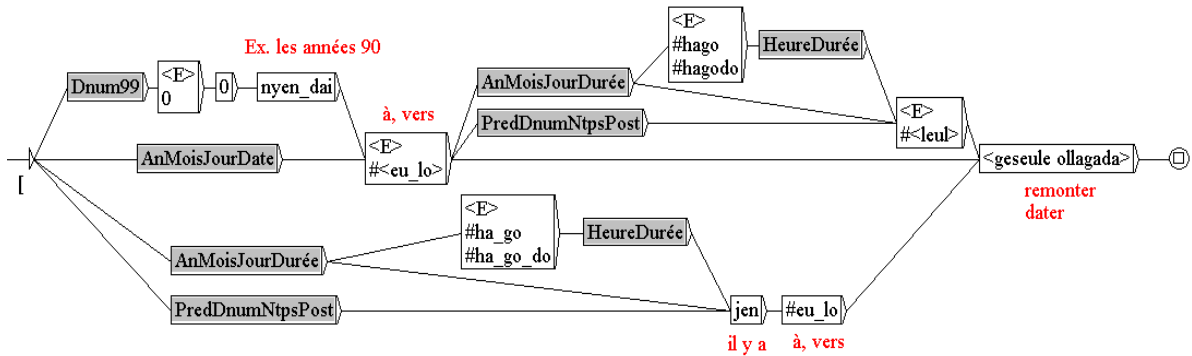 Ex. les années 90
Dnum99
<E>
0
0
nyen_dai
AnMoisJourDate
à, vers
<E>
#<eu_lo>
AnMoisJourDurée
PredDnumNtpsPost
<E>
#hago
#hagodo
HeureDurée
<E>
#<leul>
<geseule ollagada>
remonter
dater
[
AnMoisJourDurée
PredDnumNtpsPost
<E>
#ha_go
#ha_go_do
HeureDurée
jen
#eu_lo
il y a
à, vers